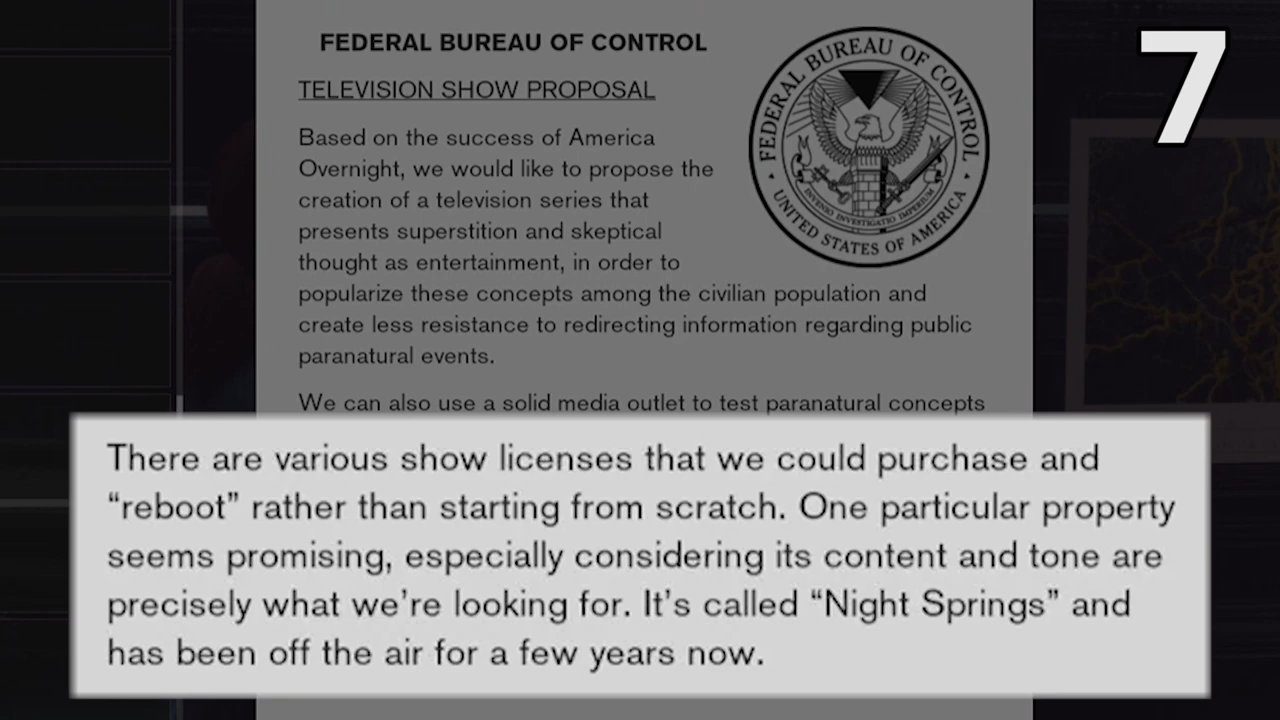 7
FEDERAL BUREAU OF CONTROL
TELEVISION SHOW PROPOSAL
Based on the success of America
Overnight, we would like to propose the
creation of a television series that
presents superstition and skeptical
thought as entertainment, in order to
popularize these concepts among the civilian population and
create less resistance to redirecting information regarding public
paranatural events.
We can also use a solid media outlet to test paranatural concepts
FEDERAL BUREAU OF CONTROL
INVENIO INVESTIGATIO IMPERIUM
UNITED STATES OF AMERICA
There are various show licenses that we could purchase and
“reboot” rather than starting from scratch. One particular property
seems promising, especially considering its content and tone are
precisely what we’re looking for. It’s called “Night Springs” and
has been off the air for a few years now.